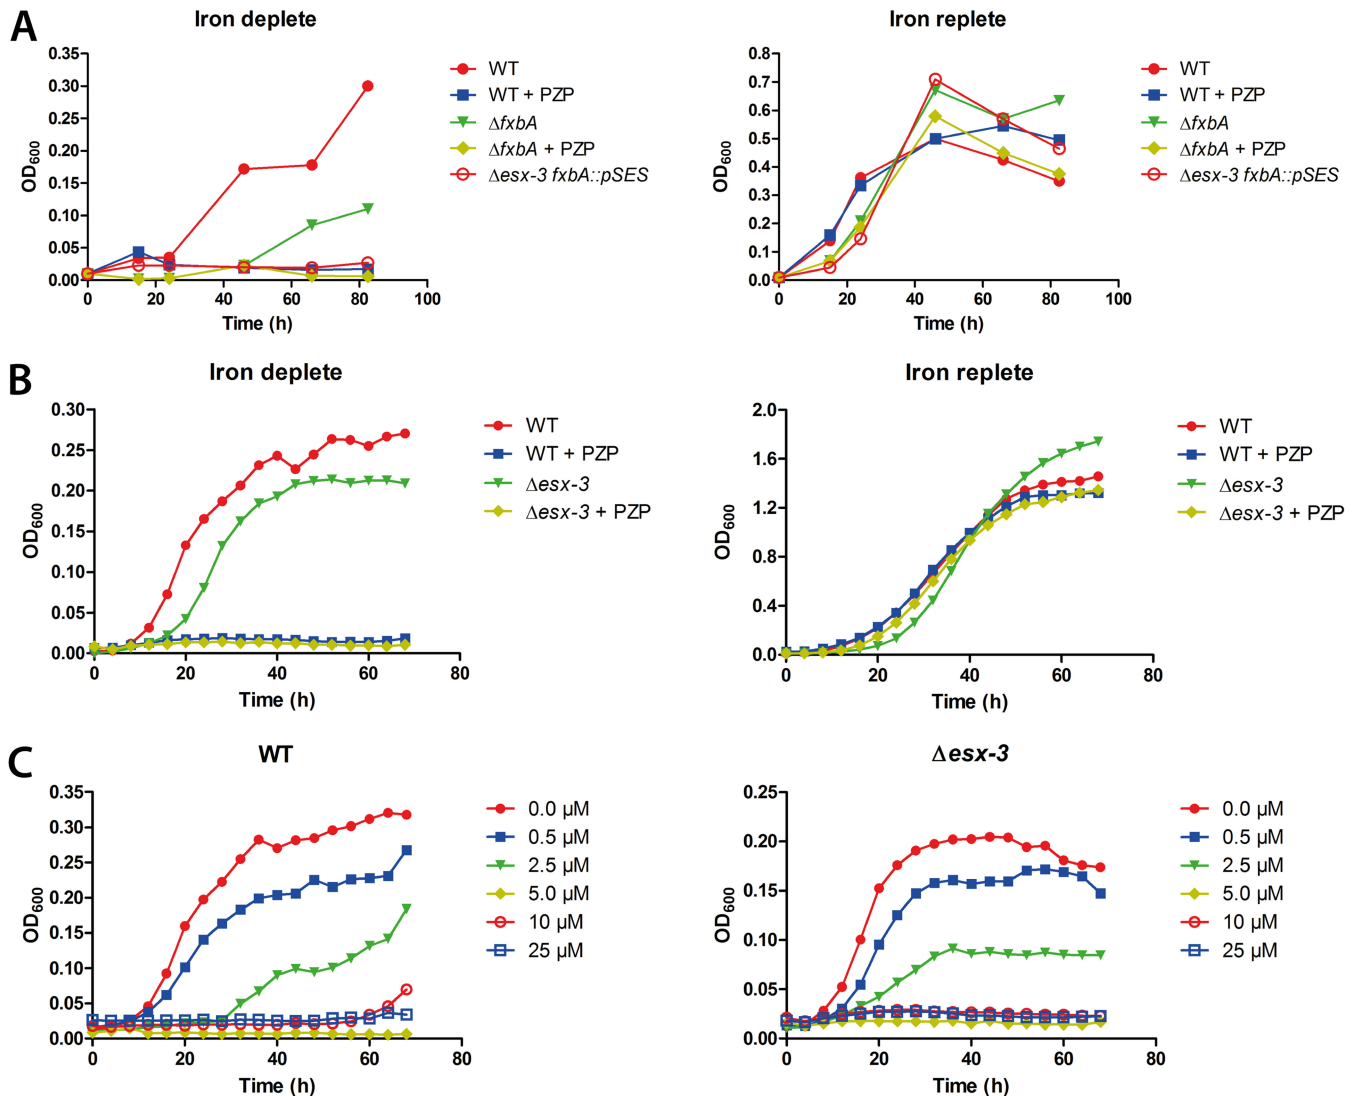 A
Iron deplete
0.35
0.30
0.25
0.20
0.15
0.10
0.05
0.00
OD600
0
20
40
60
80
100
Time (h)
WT
WT + PZP
ΔfxbA
ΔfxbA + PZP
Δesx-3 fxbA::pSES
Iron replete
0.8
0.7
0.6
0.5
0.4
0.3
0.2
0.1
0.0
OD600
0
20
40
60
80
100
Time (h)
WT
WT + PZP
ΔfxbA
ΔfxbA + PZP
Δesx-3 fxbA::pSES
B
Iron deplete
0.30
0.25
0.20
0.15
0.10
0.05
0.00
OD600
0
20
40
60
80
Time (h)
WT
WT + PZP
Δesx-3
Δesx-3 + PZP
Iron replete
2.0
1.6
1.2
0.8
0.4
0.0
OD600
0
20
40
60
80
Time (h)
WT
WT + PZP
Δesx-3
Δesx-3 + PZP
C
WT
0.35
0.30
0.25
0.20
0.15
0.10
0.05
0.00
OD600
0
20
40
60
80
Time (h)
0.0 µM
0.5 µM
2.5 µM
5.0 µM
10 µM
25 µM
Δesx-3
0.25
0.20
0.15
0.10
0.05
0.00
OD600
0
20
40
60
80
Time (h)
0.0 µM
0.5 µM
2.5 µM
5.0 µM
10 µM
25 µM